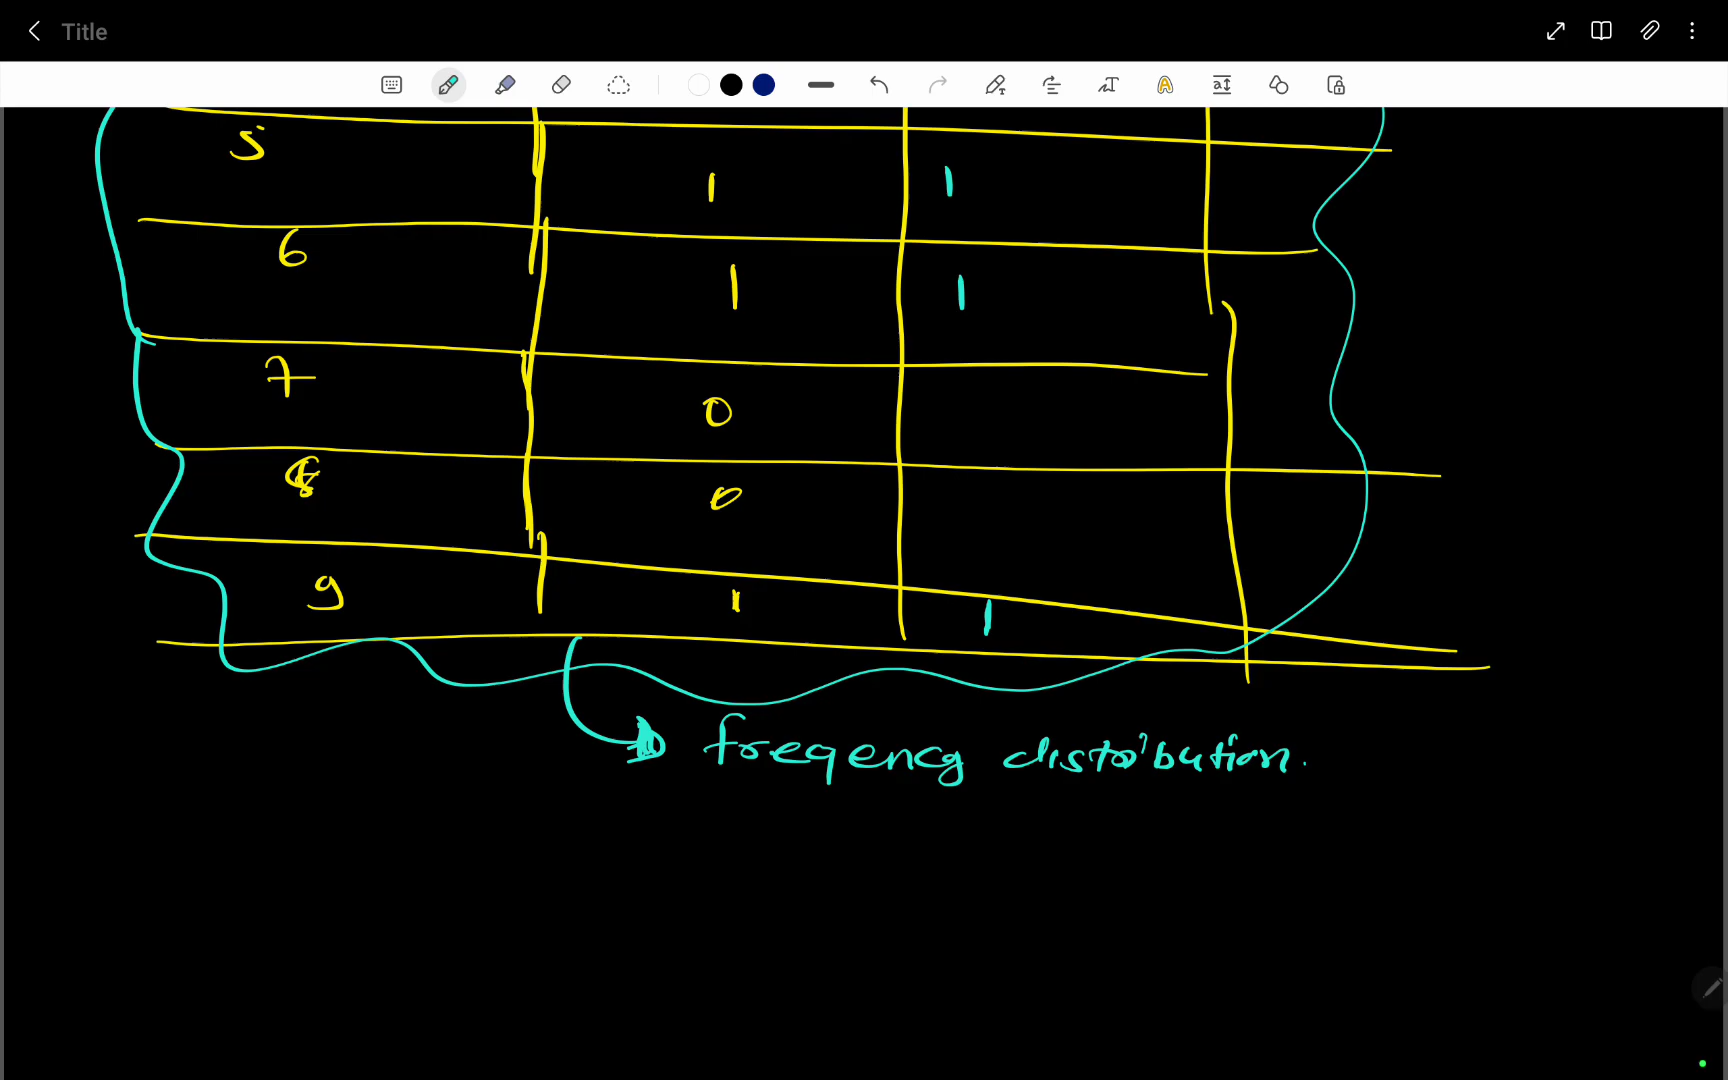 Title
5 1 1
6 1 1
7 0
8 0
9 1 1
freqency distribution.